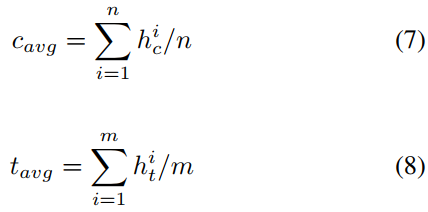 c_{avg} = \sum_{i=1}^{n} h_c^i / n (7)
t_{avg} = \sum_{i=1}^{m} h_t^i / m (8)